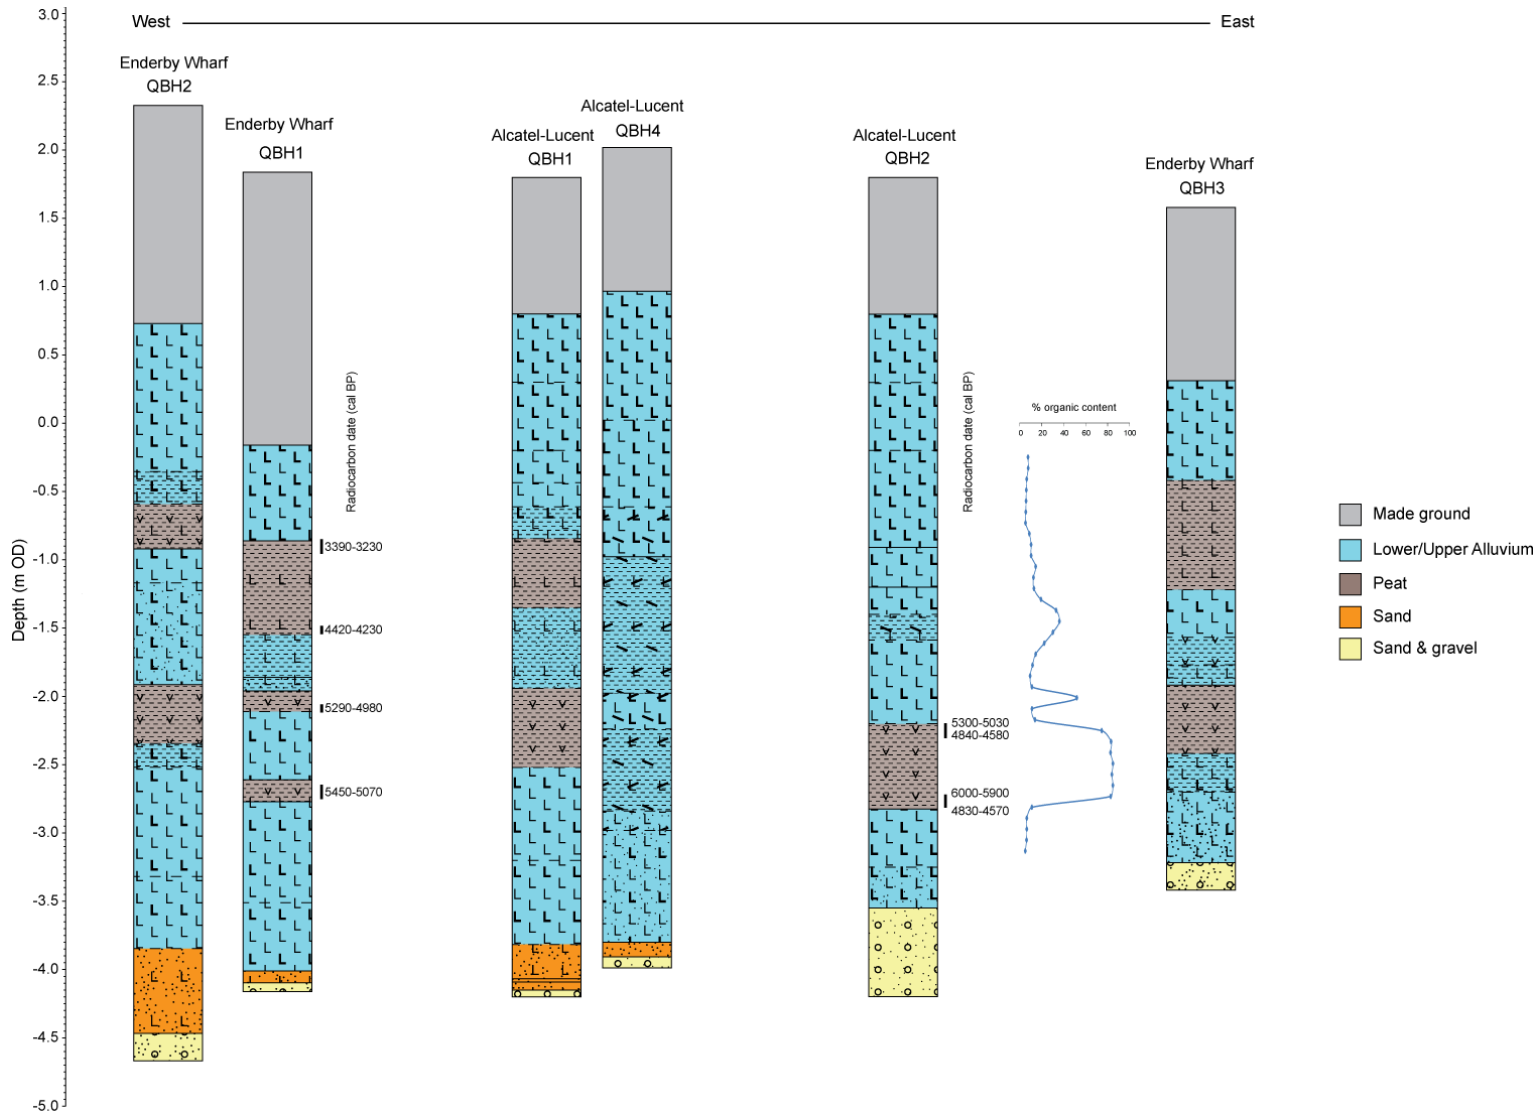 West
East
3.0
2.5
2.0
1.5
1.0
0.5
0.0
-0.5
-1.0
-1.5
-2.0
-2.5
-3.0
-3.5
-4.0
-4.5
-5.0
Depth (m OD)
Enderby Wharf
QBH2
Enderby Wharf
QBH1
Radiocarbon date (cal BP)
3390-3230
4420-4230
5290-4980
5450-5070
Alcatel-Lucent
QBH1
Alcatel-Lucent
QBH4
Alcatel-Lucent
QBH2
Radiocarbon date (cal BP)
5300-5030
4840-4580
6000-5900
4830-4570
% organic content
0 20 40 60 80 100
Enderby Wharf
QBH3
Made ground
Lower/Upper Alluvium
Peat
Sand
Sand & gravel